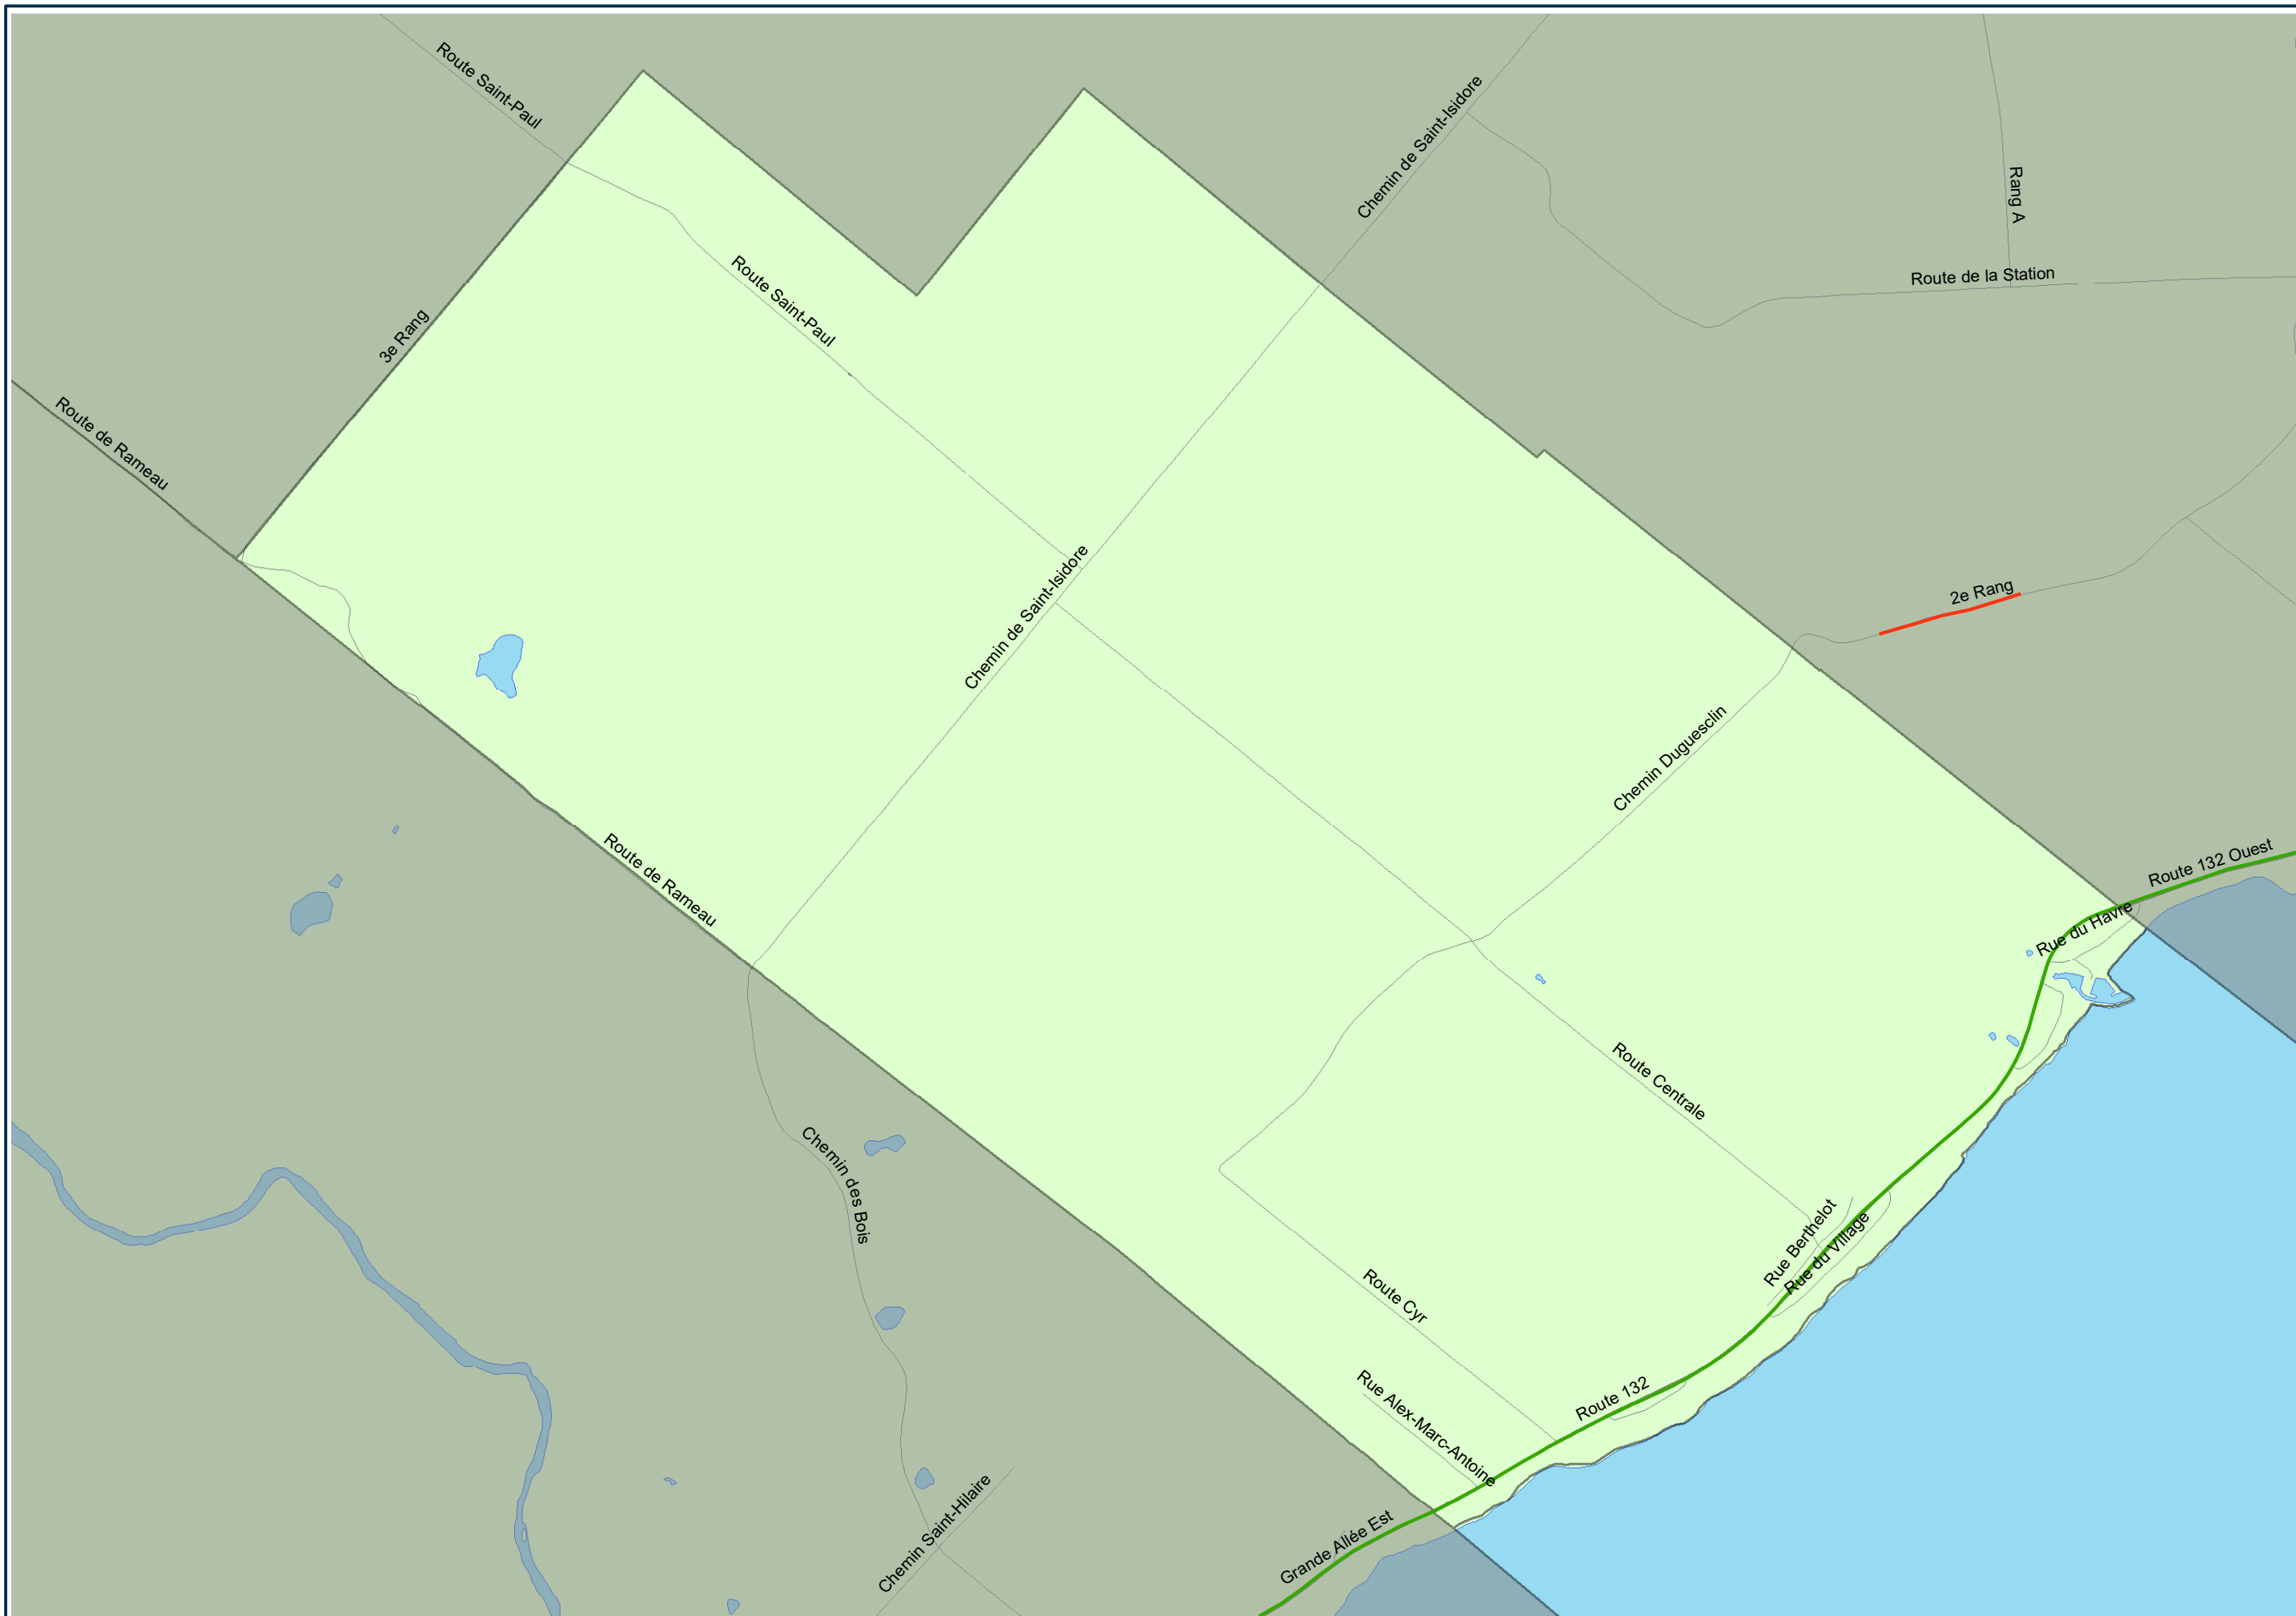 Route Saint-Paul
Chemin de Saint-Isidore
Rang A
Route de la Station
Route Saint-Paul
3e Rang
Route de Rameau
2e Rang
Chemin de Saint-Isidore
Chemin Duguesclin
Route de Rameau
Route 132 Ouest
Rue du Havre
Route Centrale
Chemin des Bois
Rue Berthelot
Rue du Village
Route Cyr
Route 132
Rue Alex-Marc-Antoine
Chemin Saint-Hilaire
Grande Allée Est